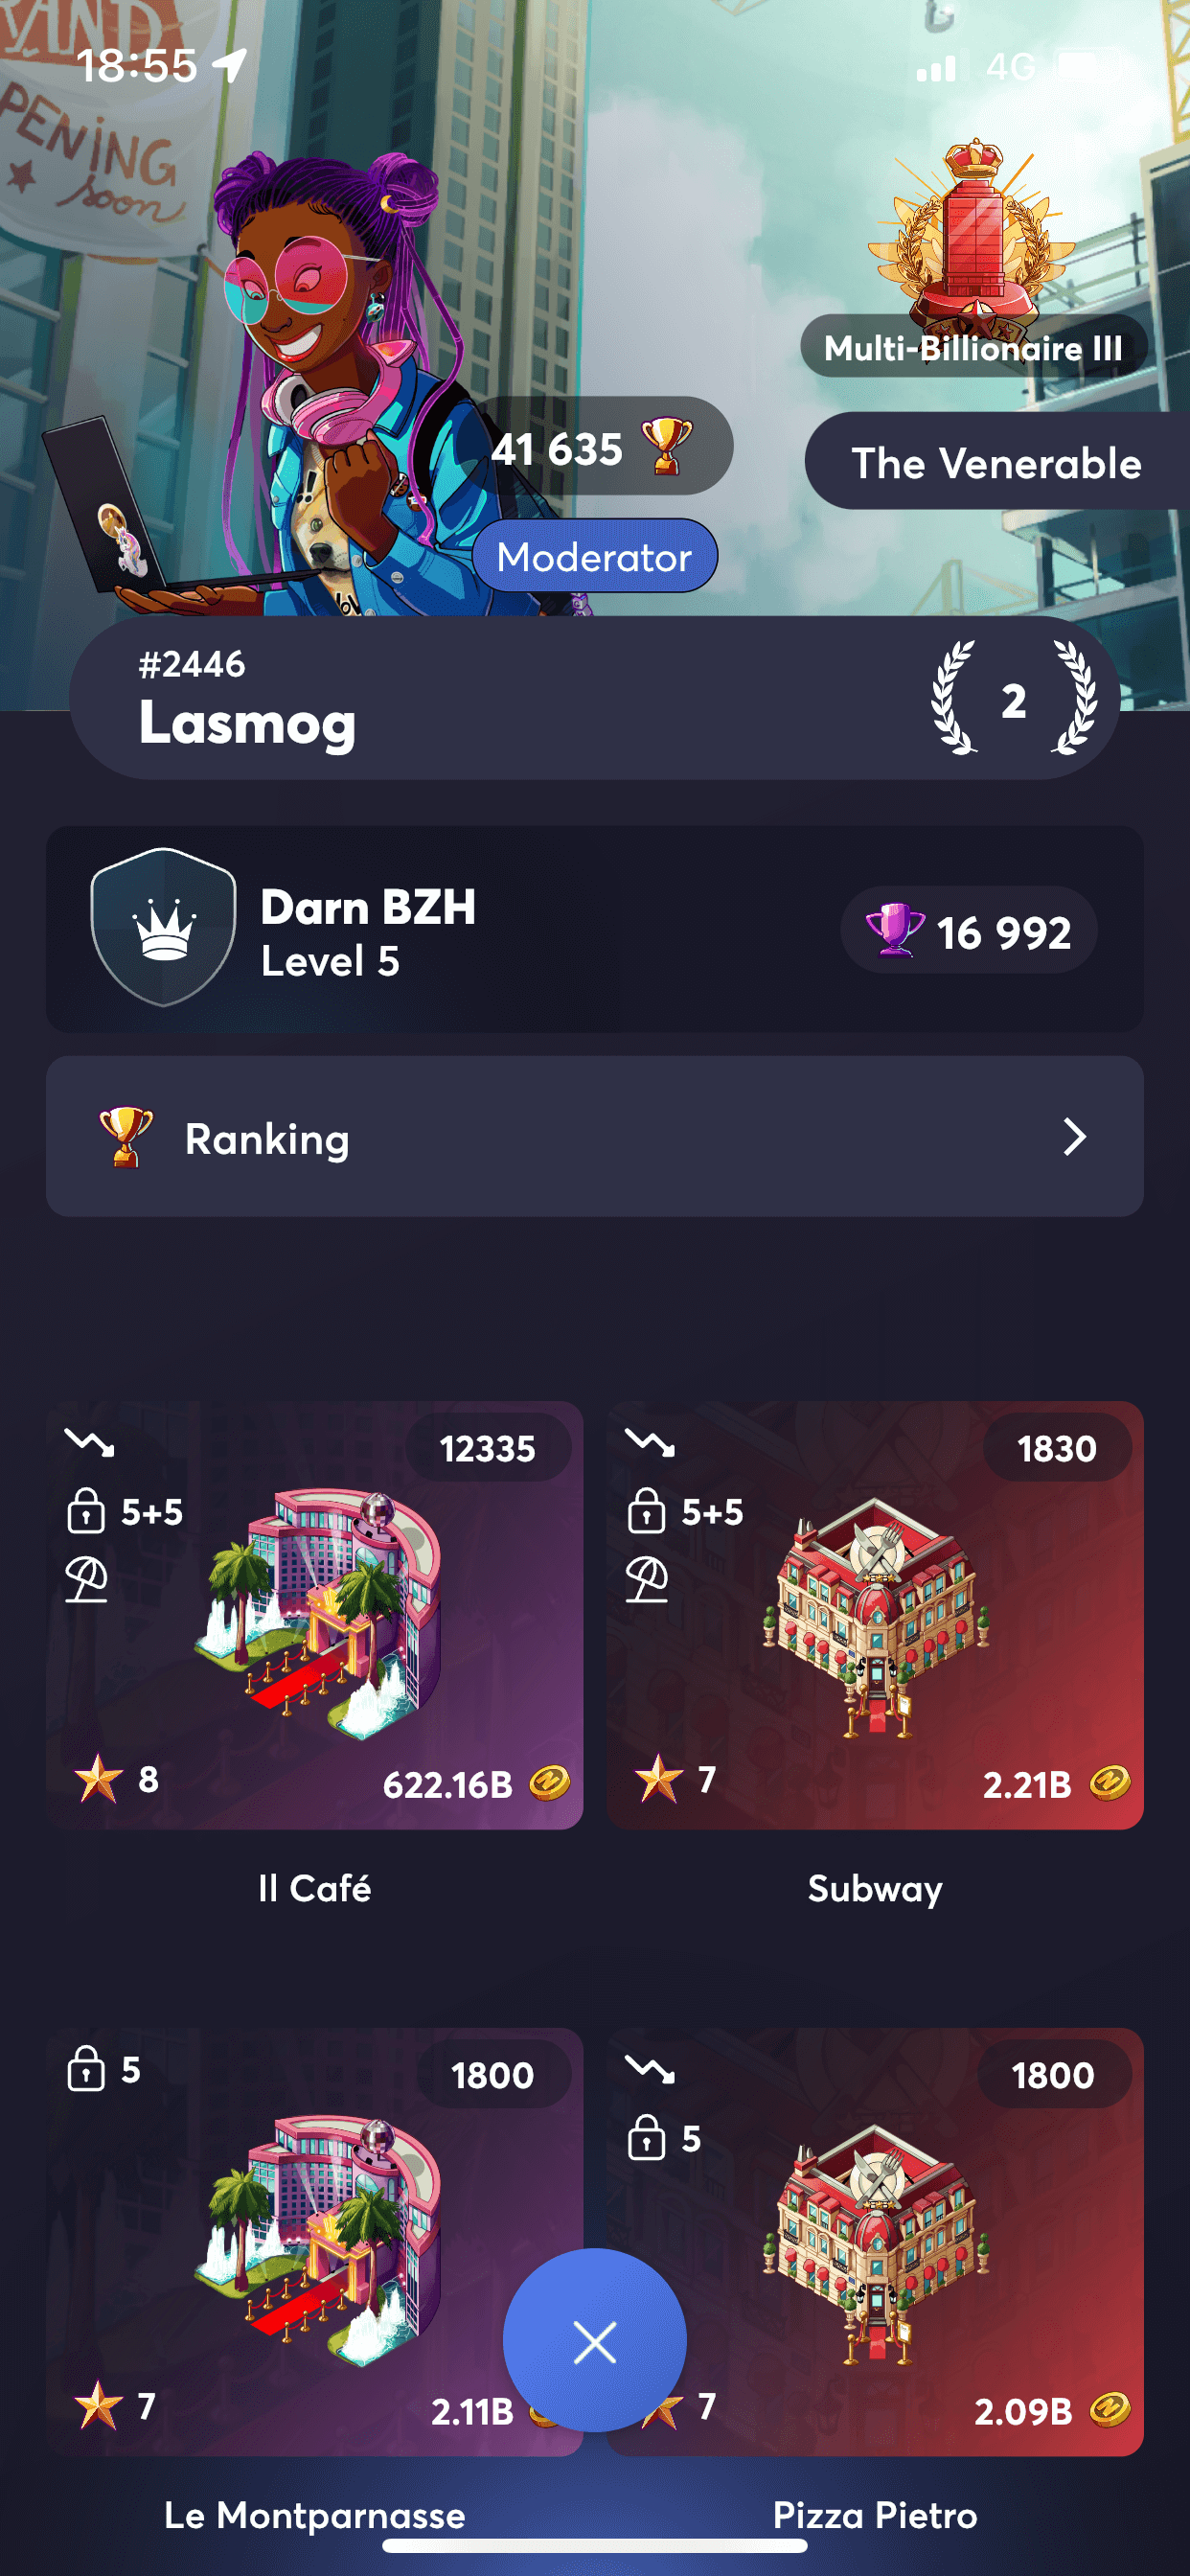 RAND
PENING
soon
18:55
4G
Multi-Billionaire III
41 635
The Venerable
Moderator
#2446
Lasmog
2
Darn BZH
Level 5
16 992
Ranking
12335
5+5
8
622.16B
Il Café
1830
5+5
7
2.21B
Subway
5
1800
7
2.11B
Le Montparnasse
1800
5
7
2.09B
Pizza Pietro